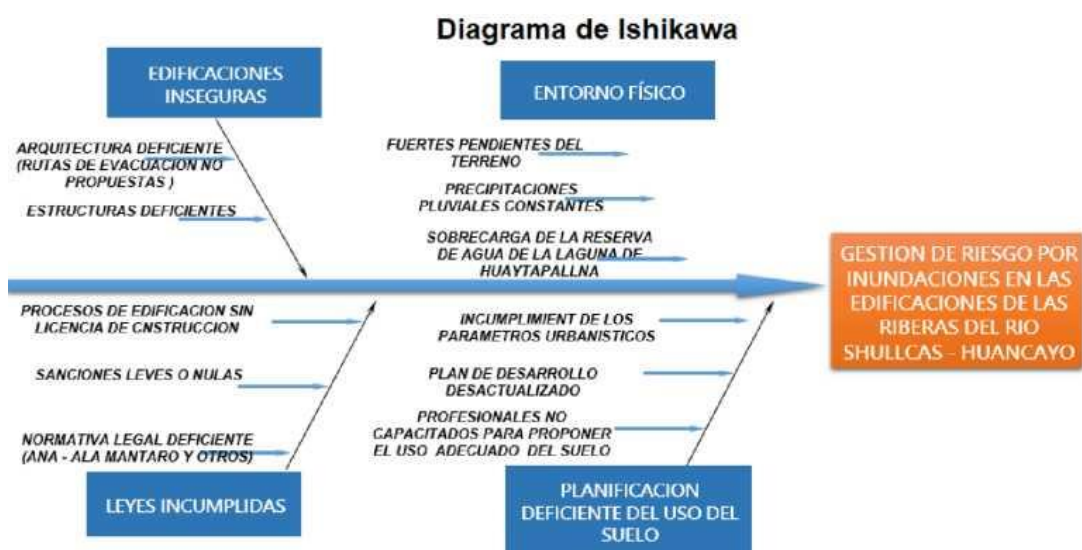 Diagrama de Ishikawa
EDIFICACIONES
INSEGURAS
ENTORNO FÍSICO
ARQUITECTURA DEFICIENTE
(RUTAS DE EVACUACION NO
PROPUESTAS )
ESTRUCTURAS DEFICIENTES
FUERTES PENDIENTES DEL
TERRENO
PRECIPITACIONES
PLUVIALES CONSTANTES
SOBRECARGA DE LA RESERVA
DE AGUA DE LA LAGUNA DE
HUAYTAPALLNA
GESTION DE RIESGO POR
INUNDACIONES EN LAS
EDIFICACIONES DE LAS
RIBERAS DEL RIO
SHULLCAS - HUANCAYO
PROCESOS DE EDIFICACION SIN
LICENCIA DE CNSTRUCCION
SANCIONES LEVES O NULAS
NORMATIVA LEGAL DEFICIENTE
(ANA - ALA MANTARO Y OTROS)
INCUMPLIMIENT DE LOS
PARAMETROS URBANISTICOS
PLAN DE DESARROLLO
DESACTUALIZADO
PROFESIONALES NO
CAPACITADOS PARA PROPONER
EL USO ADECUADO DEL SUELO
LEYES INCUMPLIDAS
PLANIFICACION
DEFICIENTE DEL USO DEL
SUELO